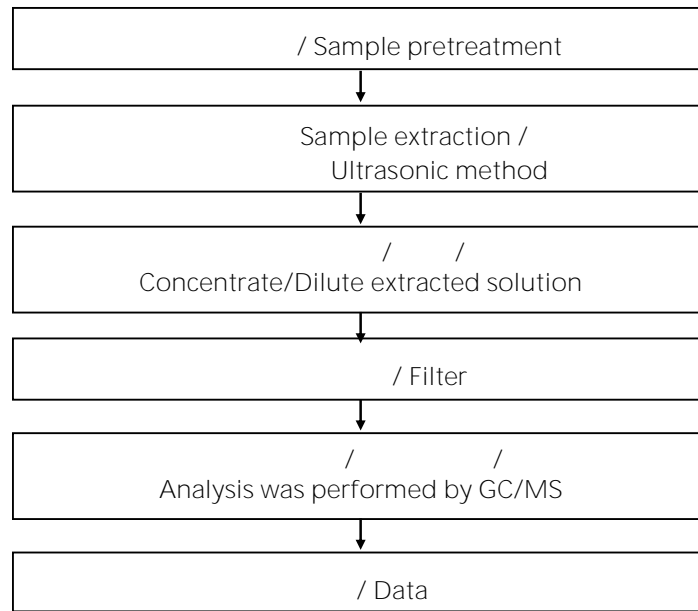 / Sample pretreatment
Sample extraction /
Ultrasonic method
/ /
Concentrate/Dilute extracted solution
/ Filter
/ /
Analysis was performed by GC/MS
/ Data